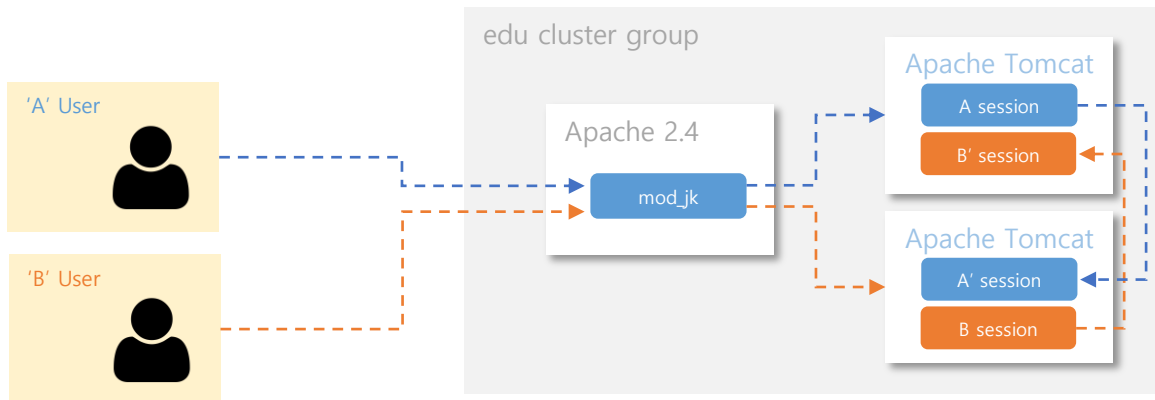 edu cluster group
‘A’ User
‘B’ User
Apache 2.4
mod_jk
Apache Tomcat
A session
B’ session
Apache Tomcat
A’ session
B session